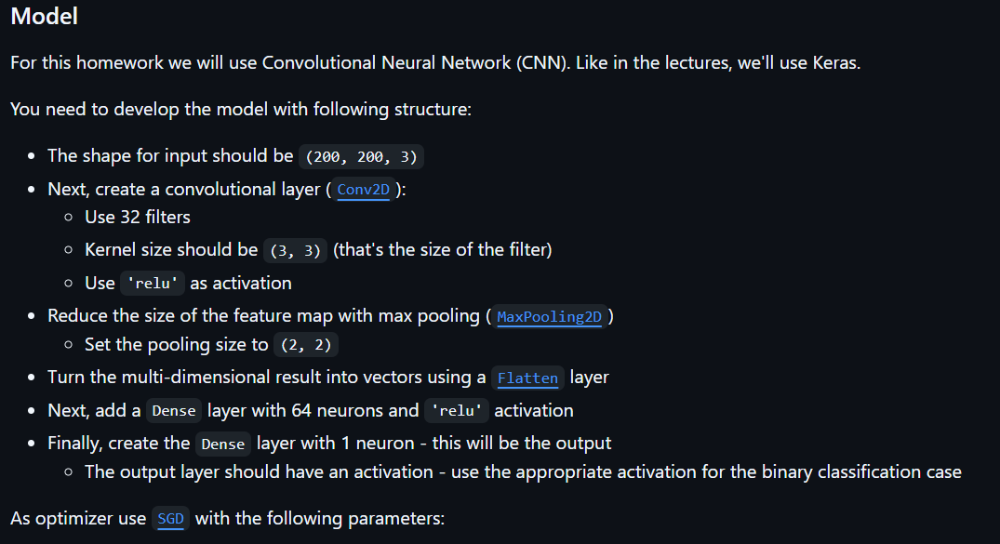 Model
For this homework we will use Convolutional Neural Network (CNN). Like in the lectures, we'll use Keras.
You need to develop the model with following structure:
• The shape for input should be (200, 200, 3)
• Next, create a convolutional layer (Conv2D):
◦ Use 32 filters
◦ Kernel size should be (3, 3) (that's the size of the filter)
◦ Use 'relu' as activation
• Reduce the size of the feature map with max pooling (MaxPooling2D)
◦ Set the pooling size to (2, 2)
• Turn the multi-dimensional result into vectors using a Flatten layer
• Next, add a Dense layer with 64 neurons and 'relu' activation
• Finally, create the Dense layer with 1 neuron - this will be the output
◦ The output layer should have an activation - use the appropriate activation for the binary classification case
As optimizer use SGD with the following parameters: